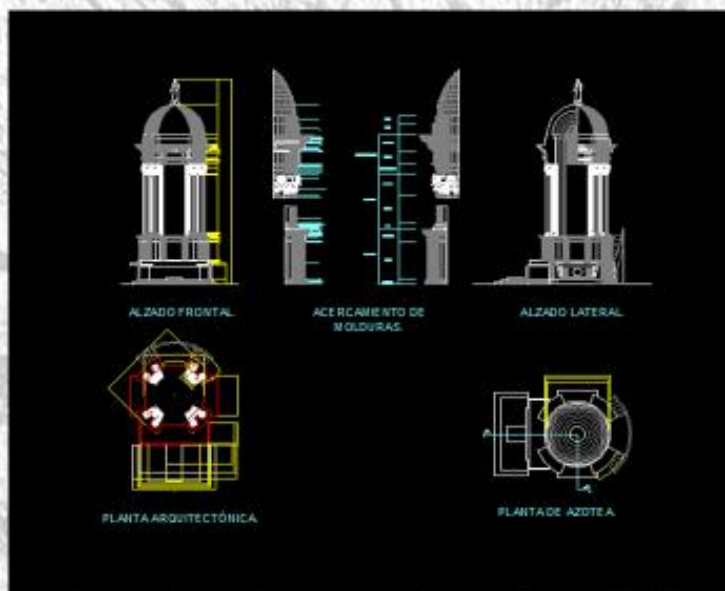 ALZADO FRONTAL.
ACERCAMIENTO DE
MOLDURAS.
ALZADO LATERAL.
PLANTA ARQUITECTÓNICA.
PLANTA DE AZOTEA.